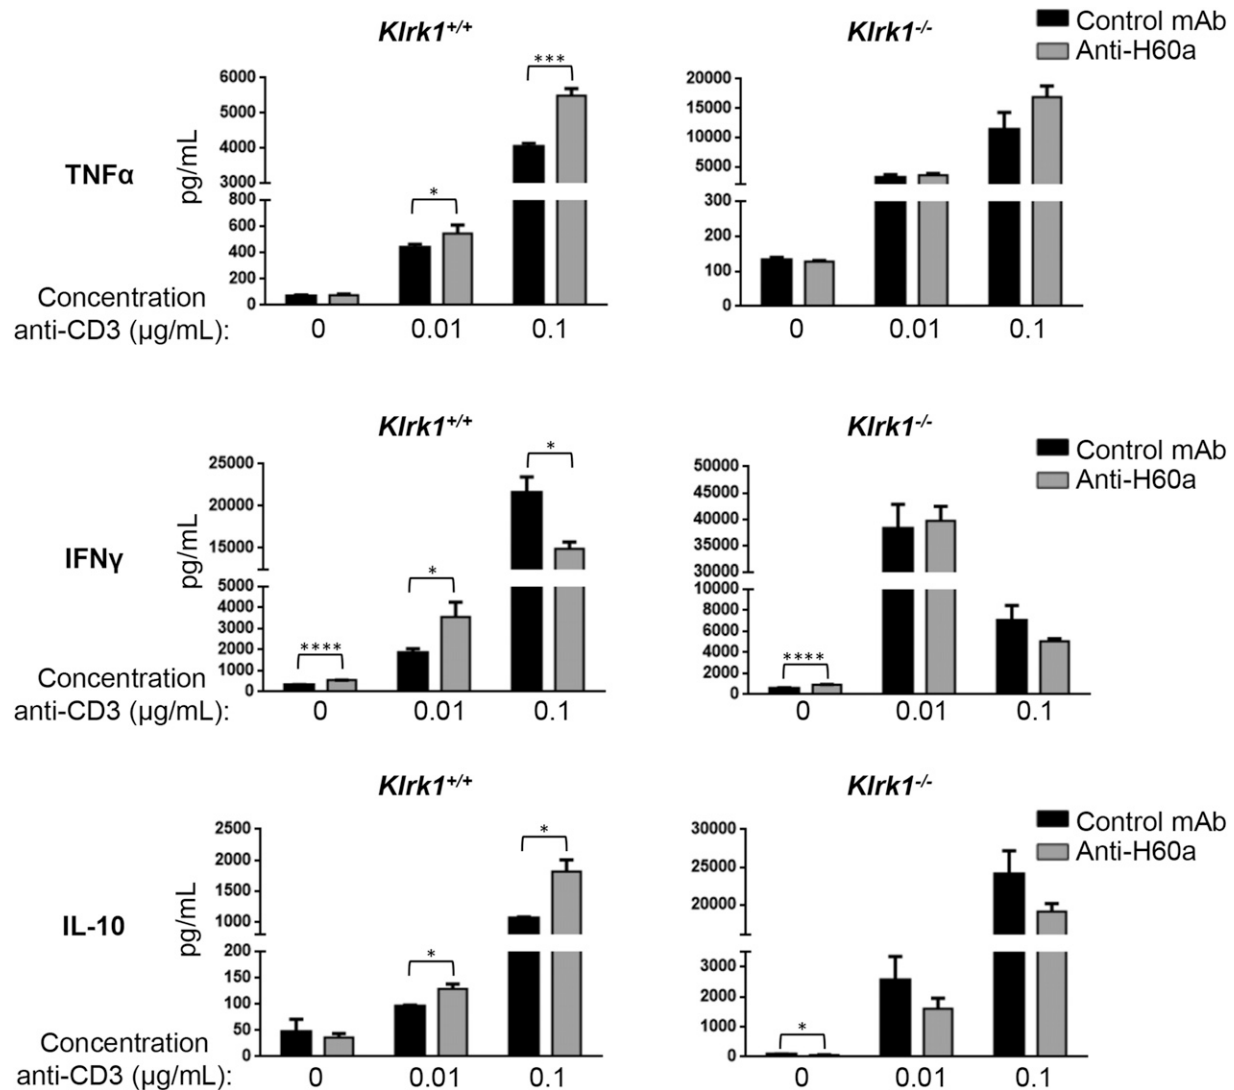 Klrk1+/+
Klrk1-/-
Control mAb
Anti-H60a
TNFα
pg/mL
6000
5000
4000
3000
800
600
400
200
0
***
*
20000
15000
10000
5000
300
200
100
0
Concentration
anti-CD3 (µg/mL):
0 0.01 0.1
0 0.01 0.1
Klrk1+/+
Klrk1-/-
Control mAb
Anti-H60a
IFNγ
pg/mL
25000
20000
15000
5000
4000
3000
2000
1000
0
****
*
*
50000
45000
40000
35000
30000
10000
8000
6000
4000
2000
0
****
Concentration
anti-CD3 (µg/mL):
0 0.01 0.1
0 0.01 0.1
Klrk1+/+
Klrk1-/-
Control mAb
Anti-H60a
IL-10
pg/mL
2500
2000
1500
1000
200
150
100
50
0
*
*
30000
25000
20000
3000
2000
1000
0
*
Concentration
anti-CD3 (µg/mL):
0 0.01 0.1
0 0.01 0.1